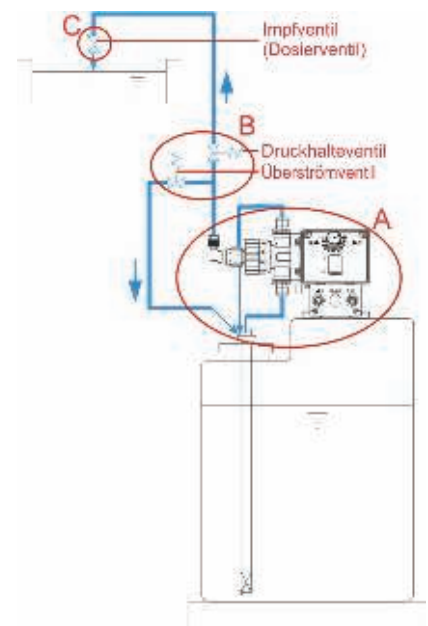 C
Impfventil
(Dosierventil)
B
Druckhalteventil
Überströmventil
A